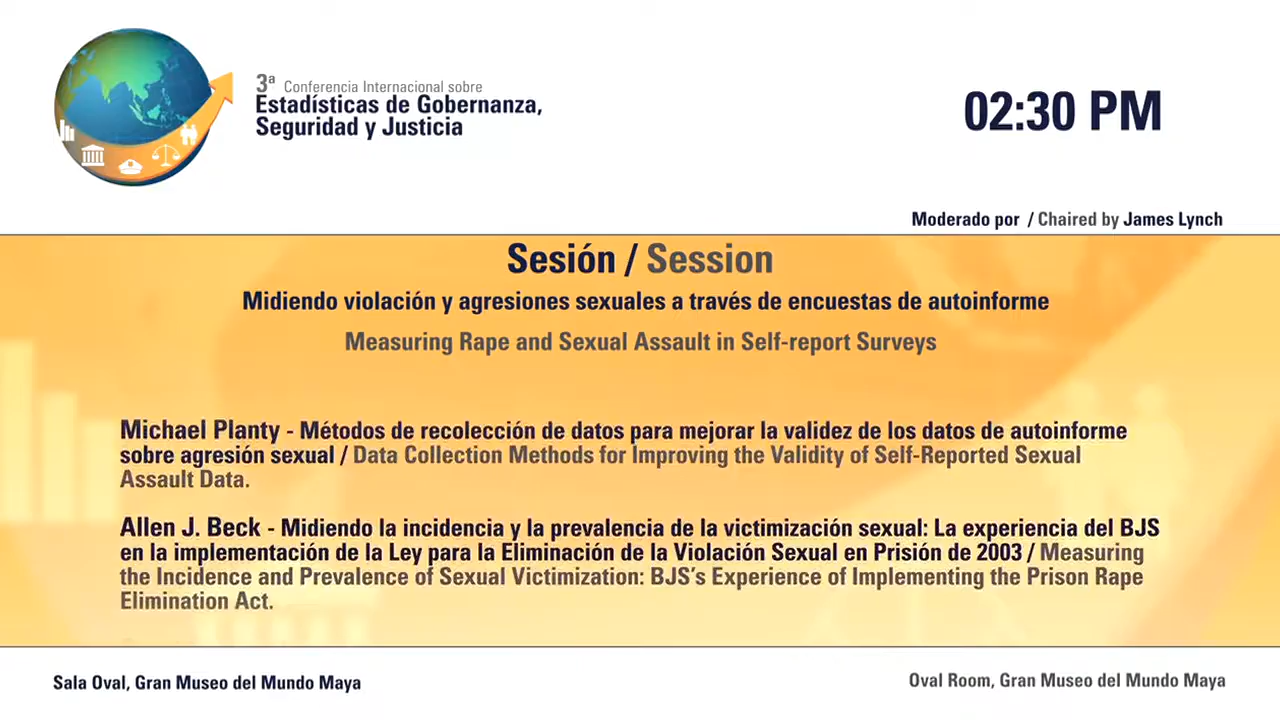 3ª Conferencia Internacional sobre
Estadísticas de Gobernanza,
Seguridad y Justicia
02:30 PM
Moderado por / Chaired by James Lynch
Sesión / Session
Midiendo violación y agresiones sexuales a través de encuestas de autoinforme
Measuring Rape and Sexual Assault in Self-report Surveys
Michael Planty - Métodos de recolección de datos para mejorar la validez de los datos de autoinforme
sobre agresión sexual / Data Collection Methods for Improving the Validity of Self-Reported Sexual
Assault Data.
Allen J. Beck - Midiendo la incidencia y la prevalencia de la victimización sexual: La experiencia del BJS
en la implementación de la Ley para la Eliminación de la Violación Sexual en Prisión de 2003 / Measuring
the Incidence and Prevalence of Sexual Victimization: BJS's Experience of Implementing the Prison Rape
Elimination Act.
Sala Oval, Gran Museo del Mundo Maya
Oval Room, Gran Museo del Mundo Maya